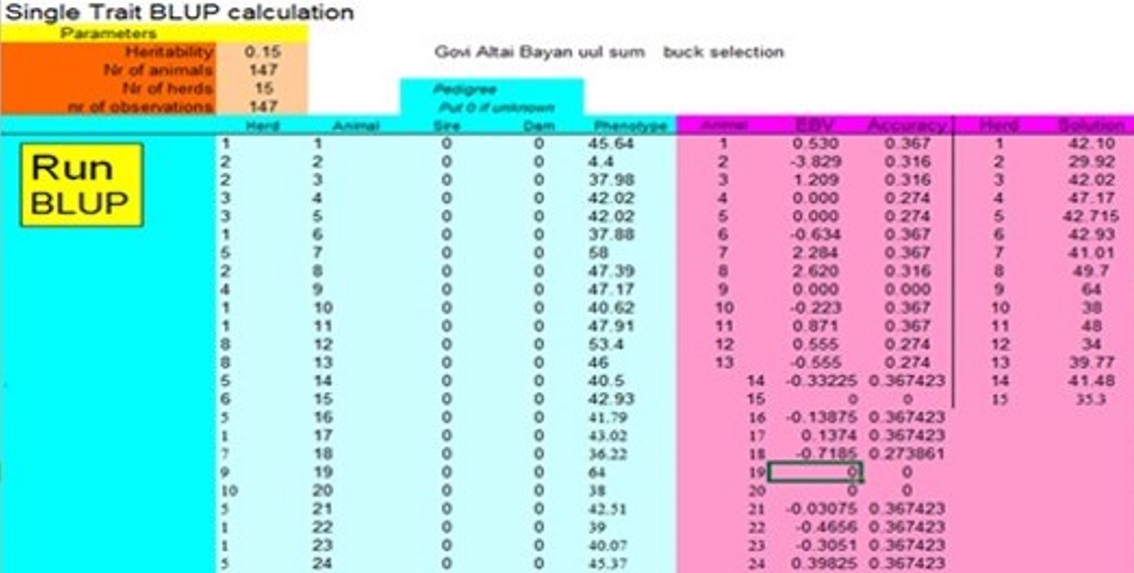 Single Trait BLUP calculation
Parameters
Heritability 0.15 Govi Altai Bayan uul sum buck selection
Nr of animals 147
Nr of herds 15 Pedigree
nr of observations 147 Put 0 if unknown
Herd Animal Sire Dam Phenotype Animal EBV Accuracy Herd Solution
Run BLUP
1 1 0 0 45.64 1 0.530 0.367 1 42.10
2 2 0 0 4.4 2 -3.829 0.316 2 29.92
2 3 0 0 37.98 3 1.209 0.316 3 42.02
3 4 0 0 42.02 4 0.000 0.274 4 47.17
3 5 0 0 42.02 5 0.000 0.274 5 42.715
1 6 0 0 37.88 6 -0.634 0.367 6 42.93
5 7 0 0 58 7 2.284 0.367 7 41.01
2 8 0 0 47.39 8 2.620 0.316 8 49.7
4 9 0 0 47.17 9 0.000 0.000 9 64
1 10 0 0 40.62 10 -0.223 0.367 10 38
1 11 0 0 47.91 11 0.871 0.367 11 48
8 12 0 0 53.4 12 0.555 0.274 12 34
8 13 0 0 46 13 -0.555 0.274 13 39.77
5 14 0 0 40.5 14 -0.33225 0.367423 14 41.48
6 15 0 0 42.93 15 0 0 15 35.3
5 16 0 0 41.79 16 -0.13875 0.367423
1 17 0 0 43.02 17 0.1374 0.367423
7 18 0 0 36.22 18 -0.7185 0.273861
9 19 0 0 64 19 0 0
10 20 0 0 38 20 0 0
5 21 0 0 42.51 21 -0.03075 0.367423
1 22 0 0 39 22 -0.4656 0.367423
1 23 0 0 40.07 23 -0.3051 0.367423
5 24 0 0 45.37 24 0.39825 0.367423